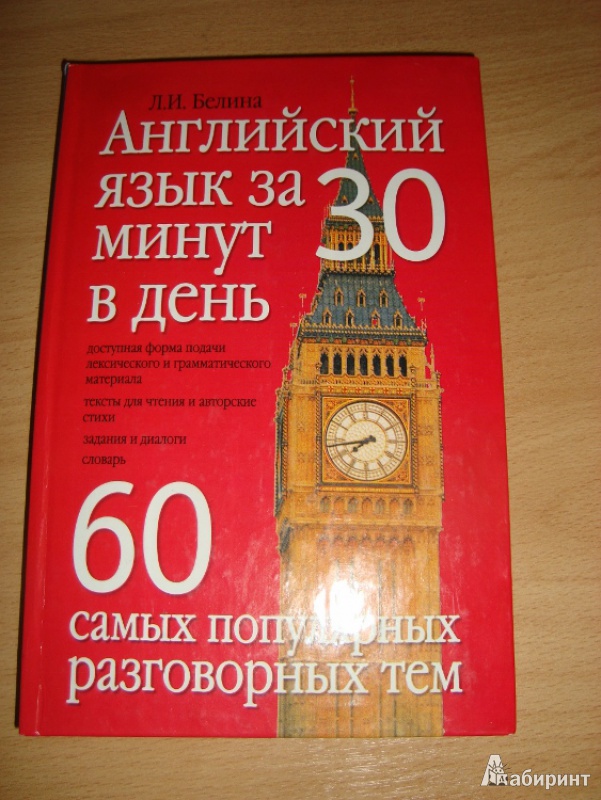 Л.И. Белина
Английский
язык за 30
минут
в день
доступная форма подачи
лексического и грамматического
материала
тексты для чтения и авторские
стихи
задания и диалоги
словарь
60
самых популярных
разговорных тем
Лабиринт